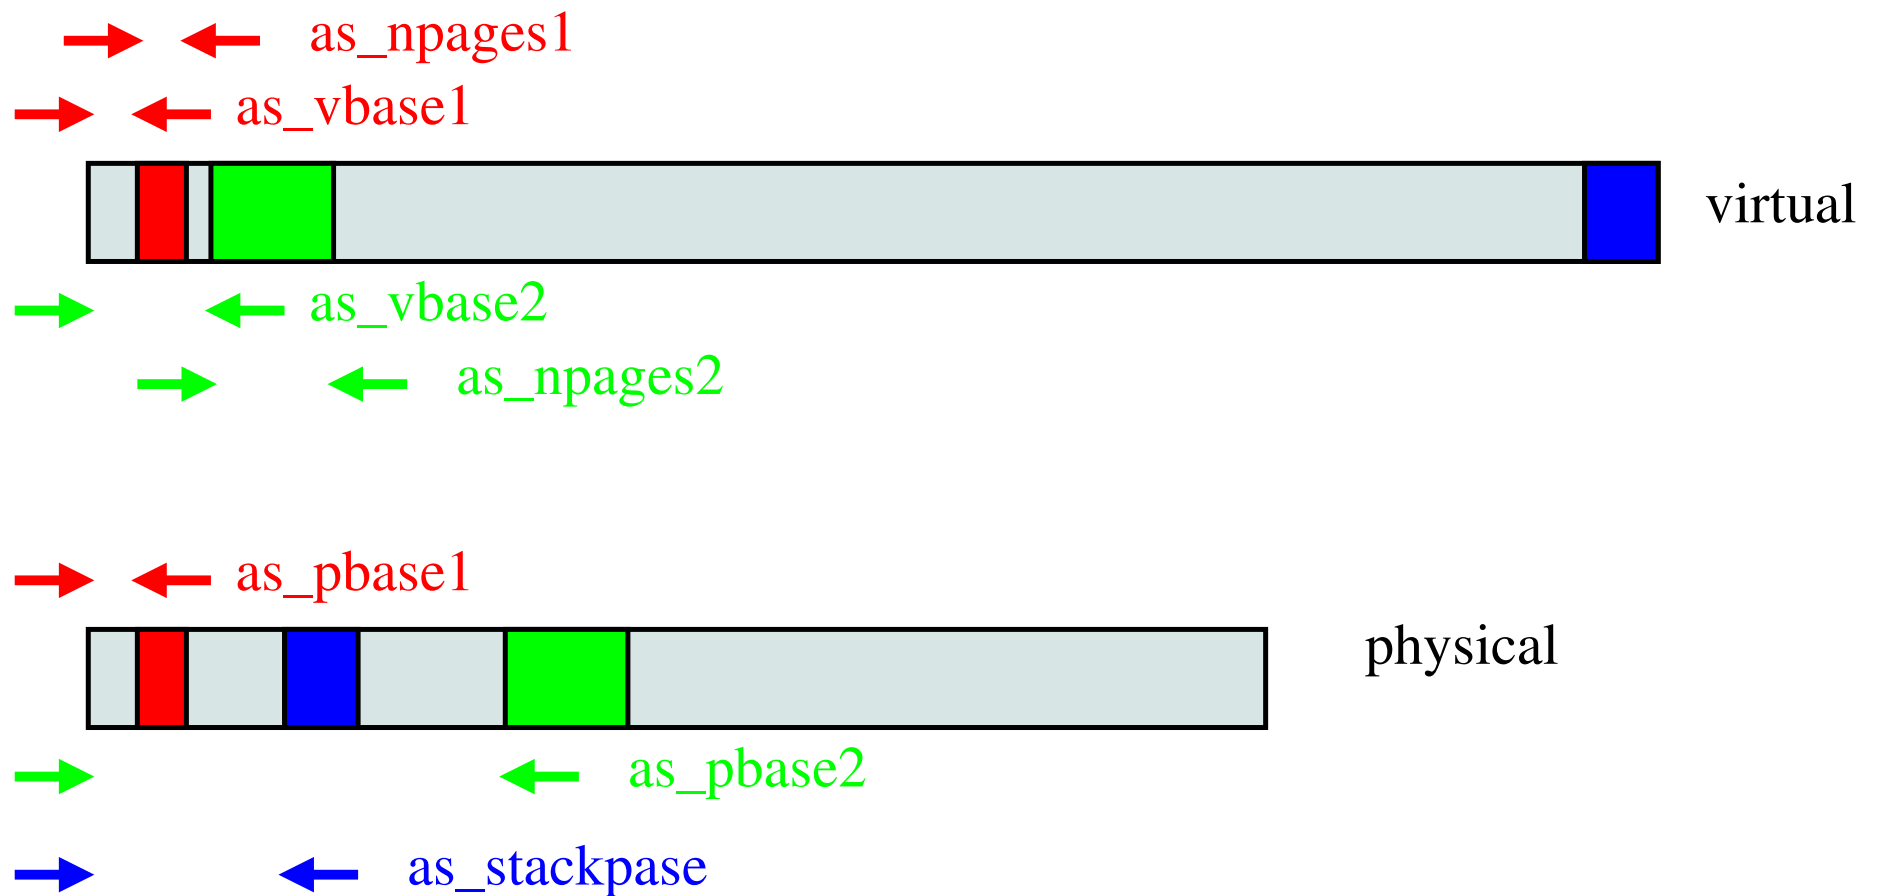 as_npages1
as_vbase1
virtual
as_vbase2
as_npages2
as_pbase1
physical
as_pbase2
as_stackpase